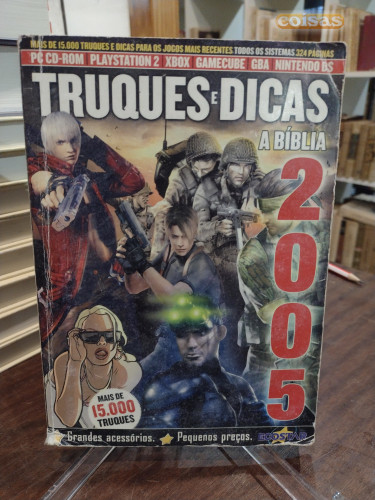 coisas
MAIS DE 15.000 TRUQUES E DICAS PARA OS JOGOS MAIS RECENTES TODOS OS SISTEMAS 324 PÁGINAS
PC CD-ROM PLAYSTATION 2 XBOX GAMECUBE GBA NINTENDO DS
TRUQUES E DICAS
A BÍBLIA
2005
MAIS DE
15.000
TRUQUES
Grandes acessórios. Pequenos preços. ECOSTAR